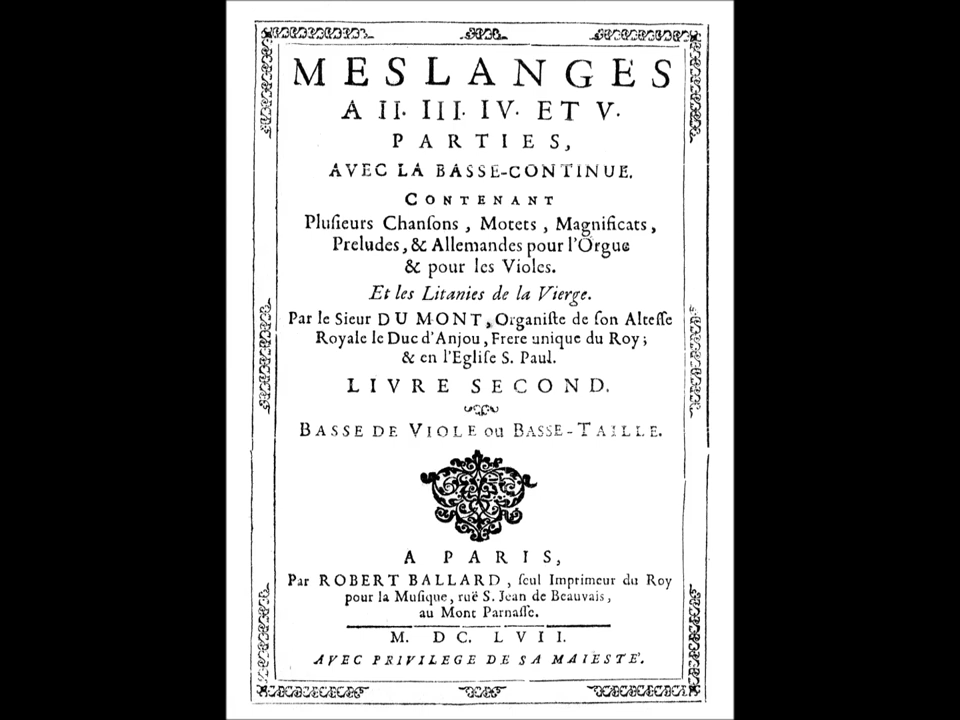 MESLANGES
A II. III. IV. ET V.
PARTIES,
AVEC LA BASSE-CONTINUE.
CONTENANT
Pluſieurs Chanſons, Motets, Magnificats,
Preludes, & Allemandes pour l'Orgue
& pour les Violes.
Et les Litanies de la Vierge.
Par le Sieur DU MONT, Organiſte de ſon Alteſſe
Royale le Duc d'Anjou, Frere unique du Roy;
& en l'Egliſe S. Paul.
LIVRE SECOND.
BASSE DE VIOLE ou BASSE-TAILLE.
A PARIS,
Par ROBERT BALLARD, ſeul Imprimeur du Roy
pour la Muſique, ruë S. Jean de Beauvais,
au Mont Parnaſſe.
M. DC. LVII.
AVEC PRIVILEGE DE SA MAIESTE'.